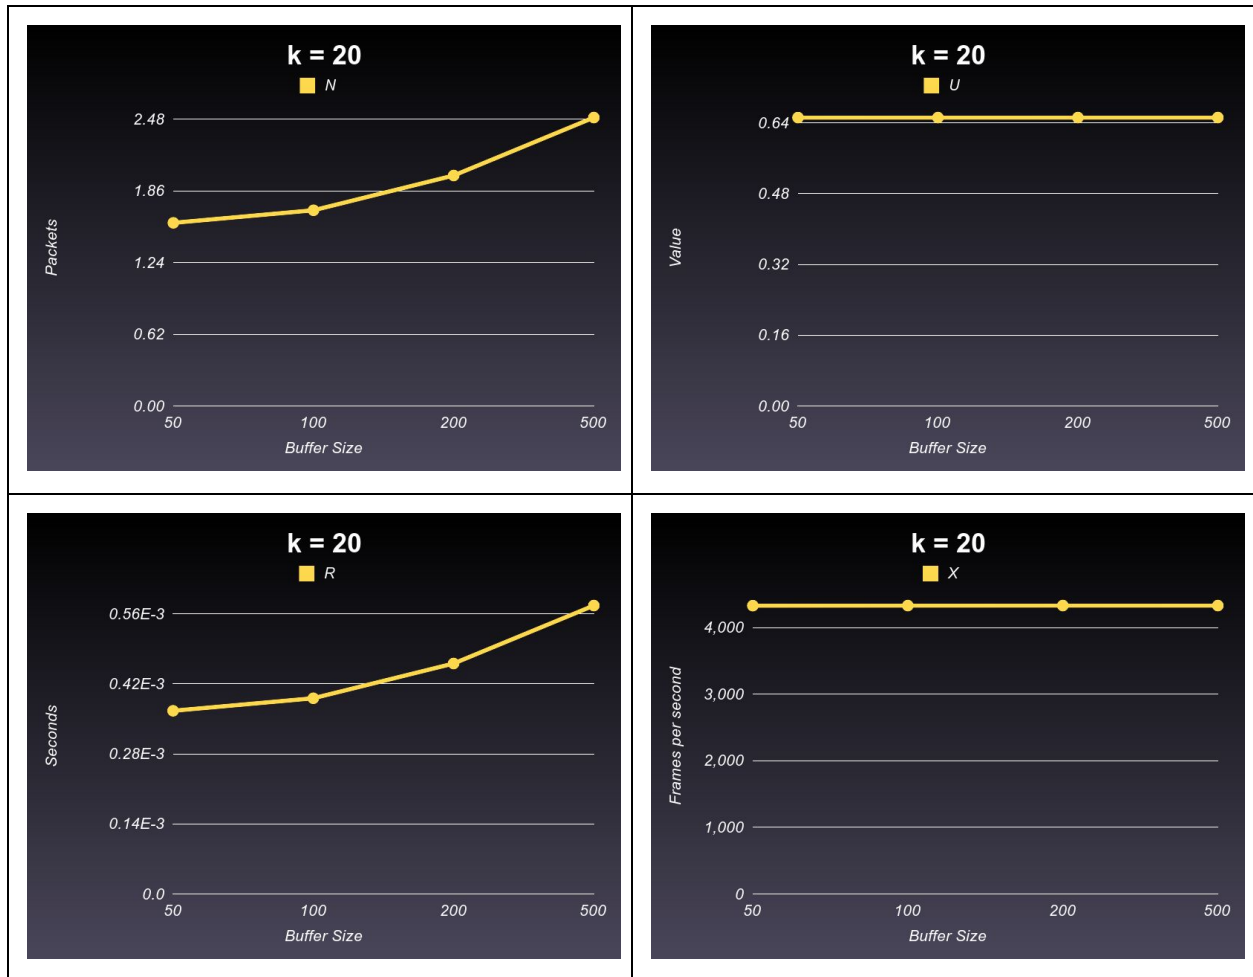 k = 20
N
2.48
1.86
1.24
0.62
0.00
Packets
50 100 200 500
Buffer Size
k = 20
U
0.64
0.48
0.32
0.16
0.00
Value
50 100 200 500
Buffer Size
k = 20
R
0.56E-3
0.42E-3
0.28E-3
0.14E-3
0.0
Seconds
50 100 200 500
Buffer Size
k = 20
X
4,000
3,000
2,000
1,000
0
Frames per second
50 100 200 500
Buffer Size